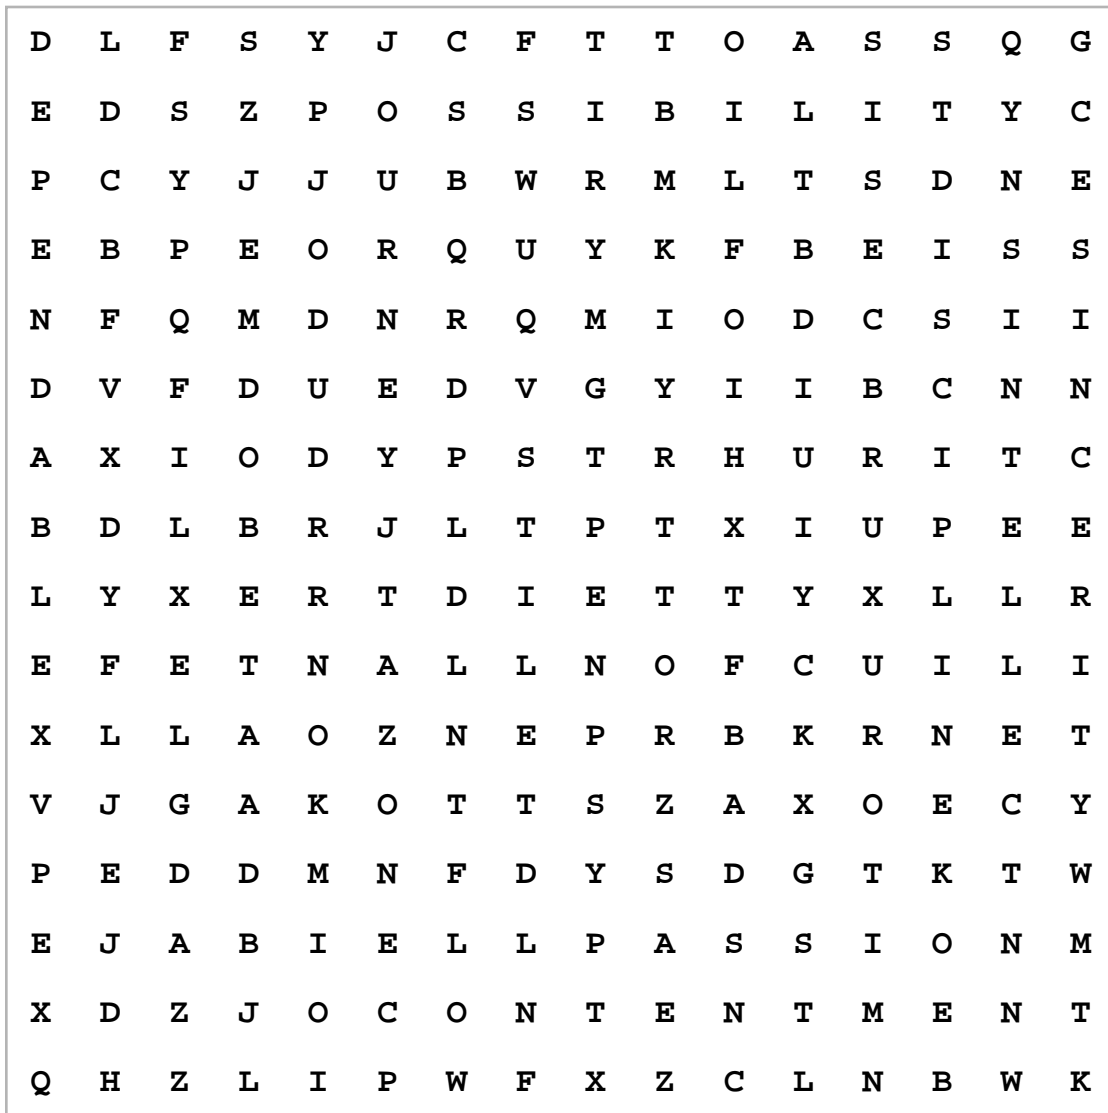 D L F S Y J C F T T O A S S Q G
E D S Z P O S S I B I L I T Y C
P C Y J J U B W R M L T S D N E
E B P E O R Q U Y K F B E I S S
N F Q M D N R Q M I O D C S I I
D V F D U E D V G Y I I B C N N
A X I O D Y P S T R H U R I T C
B D L B R J L T P T X I U P E E
L Y X E R T D I E T T Y X L L R
E F E T N A L L N O F C U I L I
X L L A O Z N E P R B K R N E T
V J G A K O T T S Z A X O E C Y
P E D D M N F D Y S D G T K T W
E J A B I E L L P A S S I O N M
X D Z J O C O N T E N T M E N T
Q H Z L I P W F X Z C L N B W K